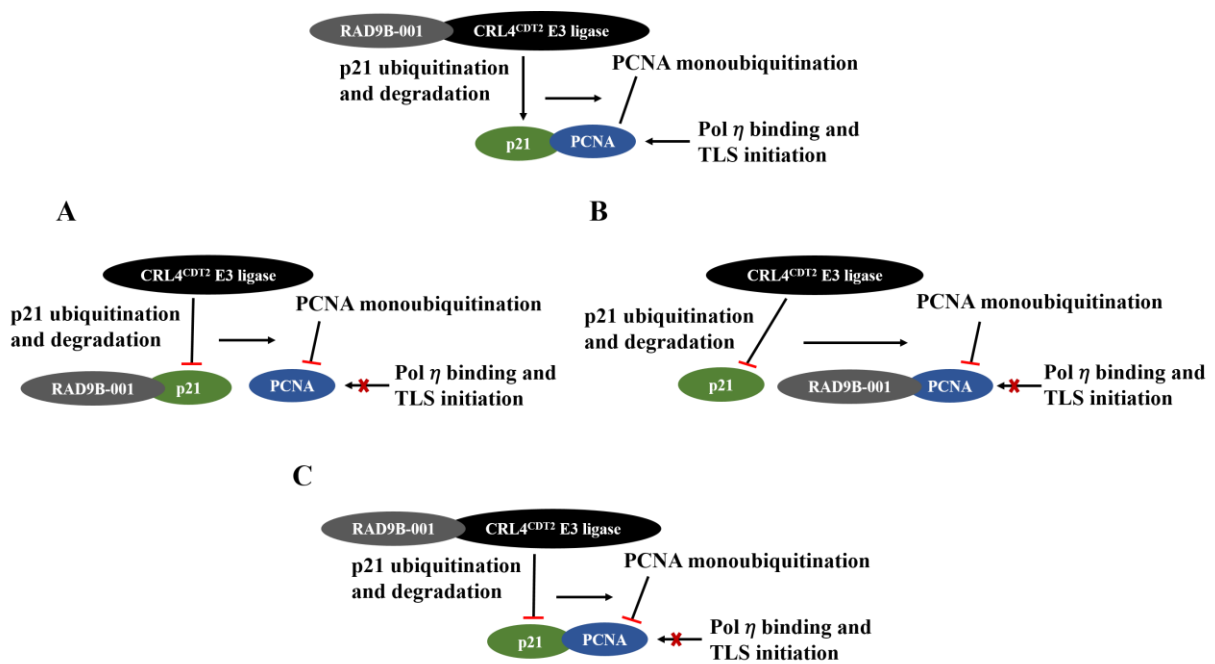 RAD9B-001
CRL4CDT2 E3 ligase
p21 ubiquitination
and degradation
PCNA monoubiquitination
p21
PCNA
Pol η binding and
TLS initiation
A
CRL4CDT2 E3 ligase
p21 ubiquitination
and degradation
PCNA monoubiquitination
RAD9B-001
p21
PCNA
Pol η binding and
TLS initiation
B
CRL4CDT2 E3 ligase
p21 ubiquitination
and degradation
PCNA monoubiquitination
p21
RAD9B-001
PCNA
Pol η binding and
TLS initiation
C
RAD9B-001
CRL4CDT2 E3 ligase
p21 ubiquitination
and degradation
PCNA monoubiquitination
p21
PCNA
Pol η binding and
TLS initiation